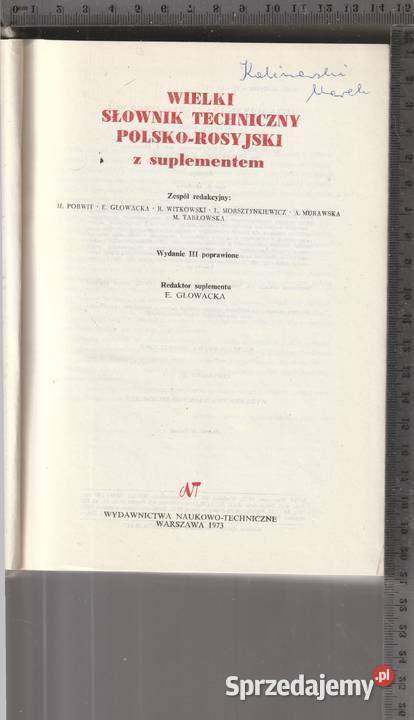 Kalinowski
Marek
WIELKI
SŁOWNIK TECHNICZNY
POLSKO-ROSYJSKI
z suplementem
Zespół redakcyjny:
M. PORWIT · E. GŁOWACKA · B. WITKOWSKI · L. MORSZTYNKIEWICZ · A. MURAWSKA
M. TABŁOWSKA
Wydanie III poprawione
Redaktor suplementu
E. GŁOWACKA
WNT
WYDAWNICTWA NAUKOWO-TECHNICZNE
WARSZAWA 1973
Sprzedajemy.pl